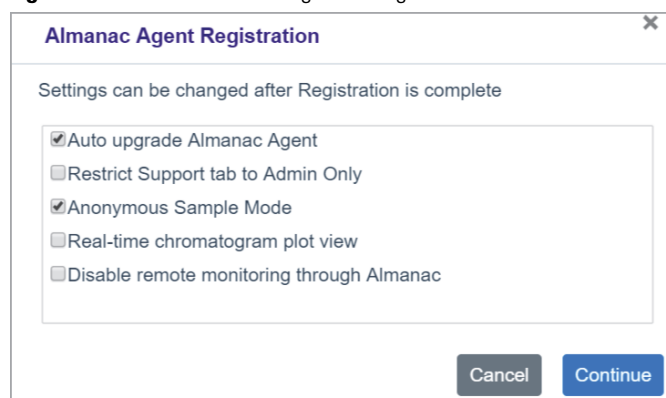 Almanac Agent Registration
Settings can be changed after Registration is complete
Auto upgrade Almanac Agent
Restrict Support tab to Admin Only
Anonymous Sample Mode
Real-time chromatogram plot view
Disable remote monitoring through Almanac
Cancel Continue